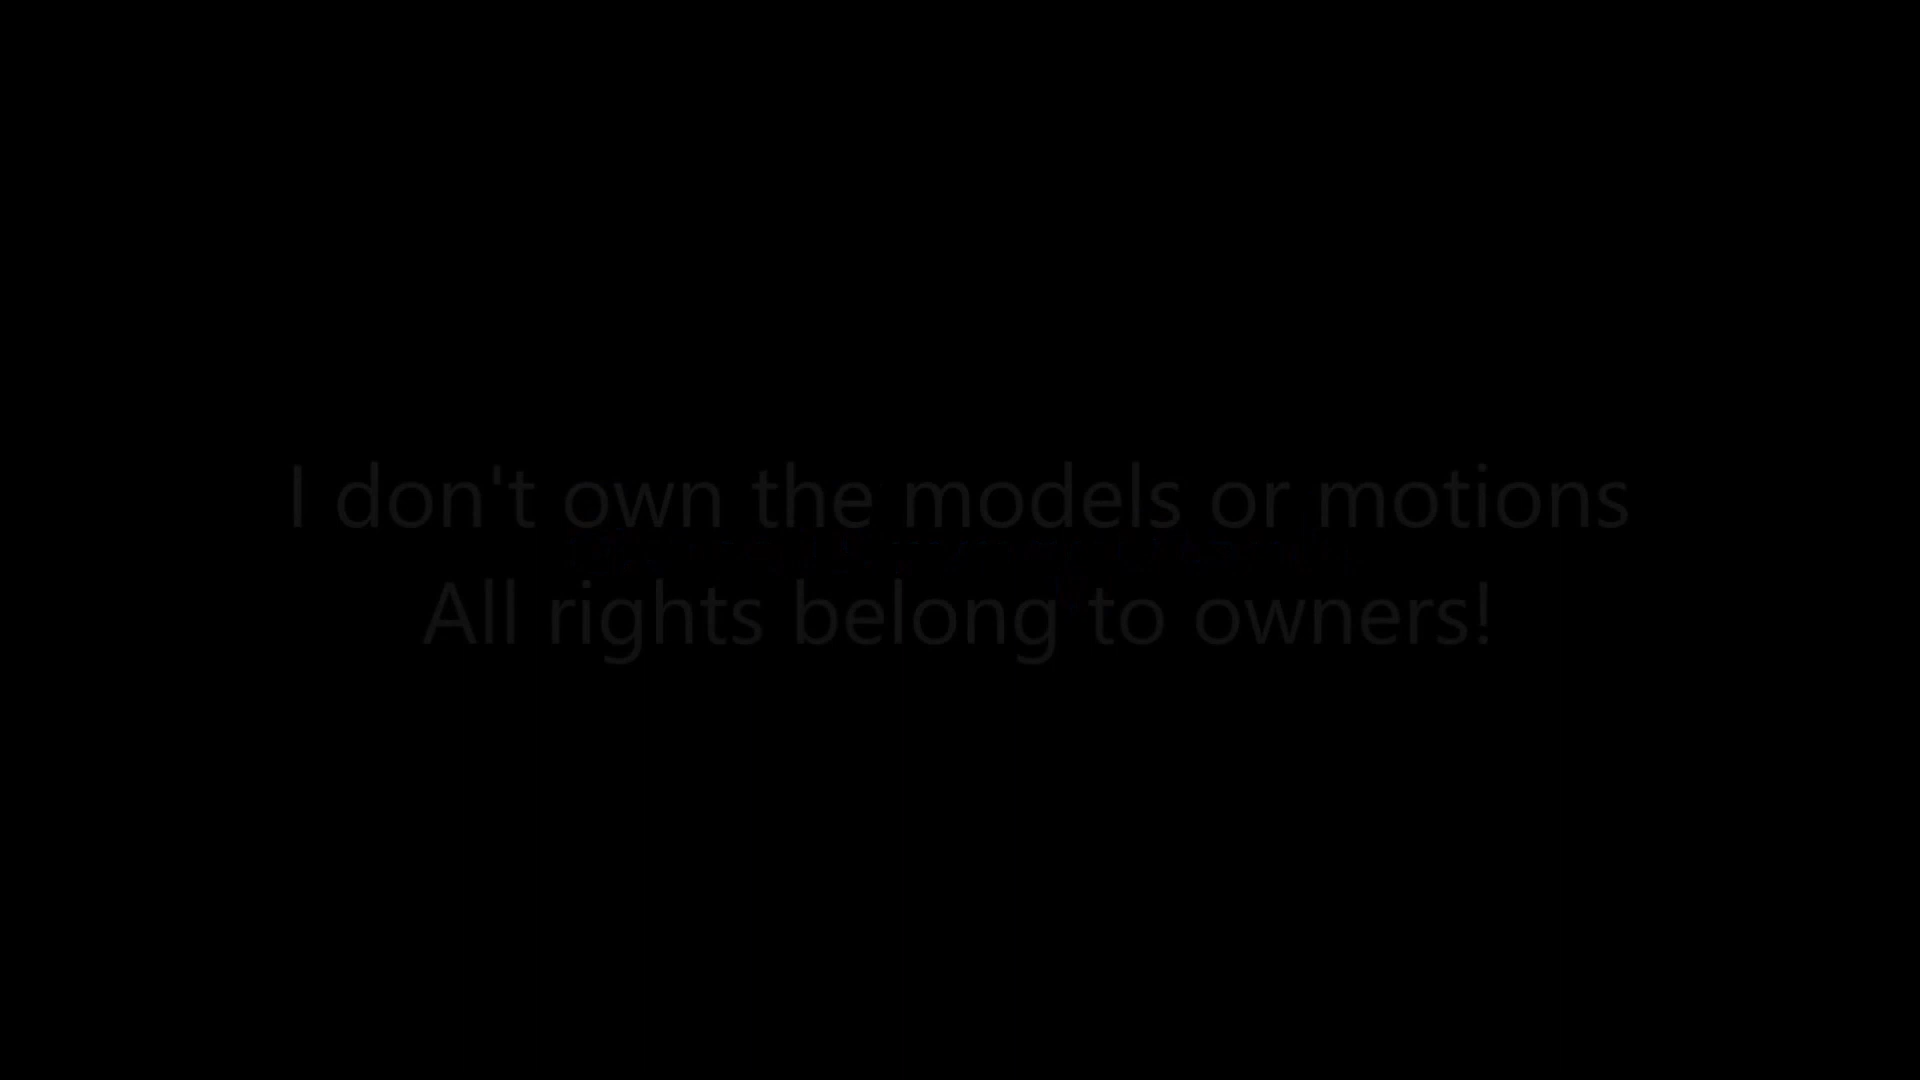 I don't own the models or motions
All rights belong to owners!